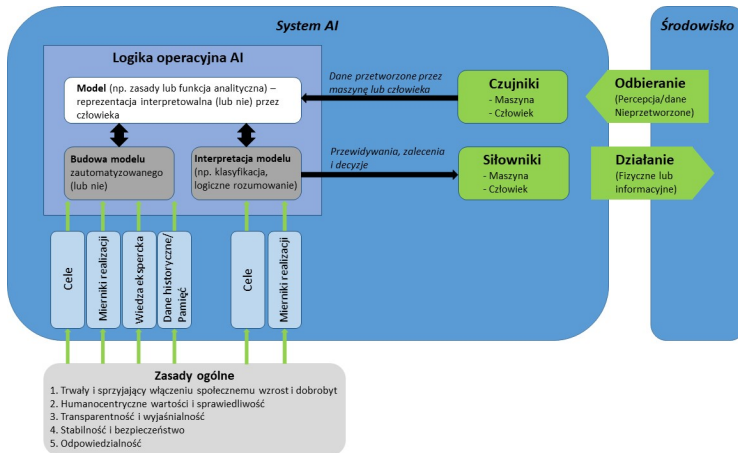 System AI
Środowisko
Logika operacyjna AI
Model (np. zasady lub funkcja analityczna) –
reprezentacja interpretowalna (lub nie) przez
człowieka
Dane przetworzone przez
maszynę lub człowieka
Czujniki
- Maszyna
- Człowiek
Odbieranie
(Percepcja/dane
Nieprzetworzone)
Budowa modelu
zautomatyzowanego
(lub nie)
Interpretacja modelu
(np. klasyfikacja,
logiczne rozumowanie)
Przewidywania, zalecenia
i decyzje
Siłowniki
- Maszyna
- Człowiek
Działanie
(Fizyczne lub
informacyjne)
Cele
Mierniki realizacji
Wiedza ekspercka
Dane historyczne/
Pamięć
Cele
Mierniki realizacji
Zasady ogólne
1. Trwały i sprzyjający włączeniu społecznemu wzrost i dobrobyt
2. Humanocentryczne wartości i sprawiedliwość
3. Transparentność i wyjaśnialność
4. Stabilność i bezpieczeństwo
5. Odpowiedzialność